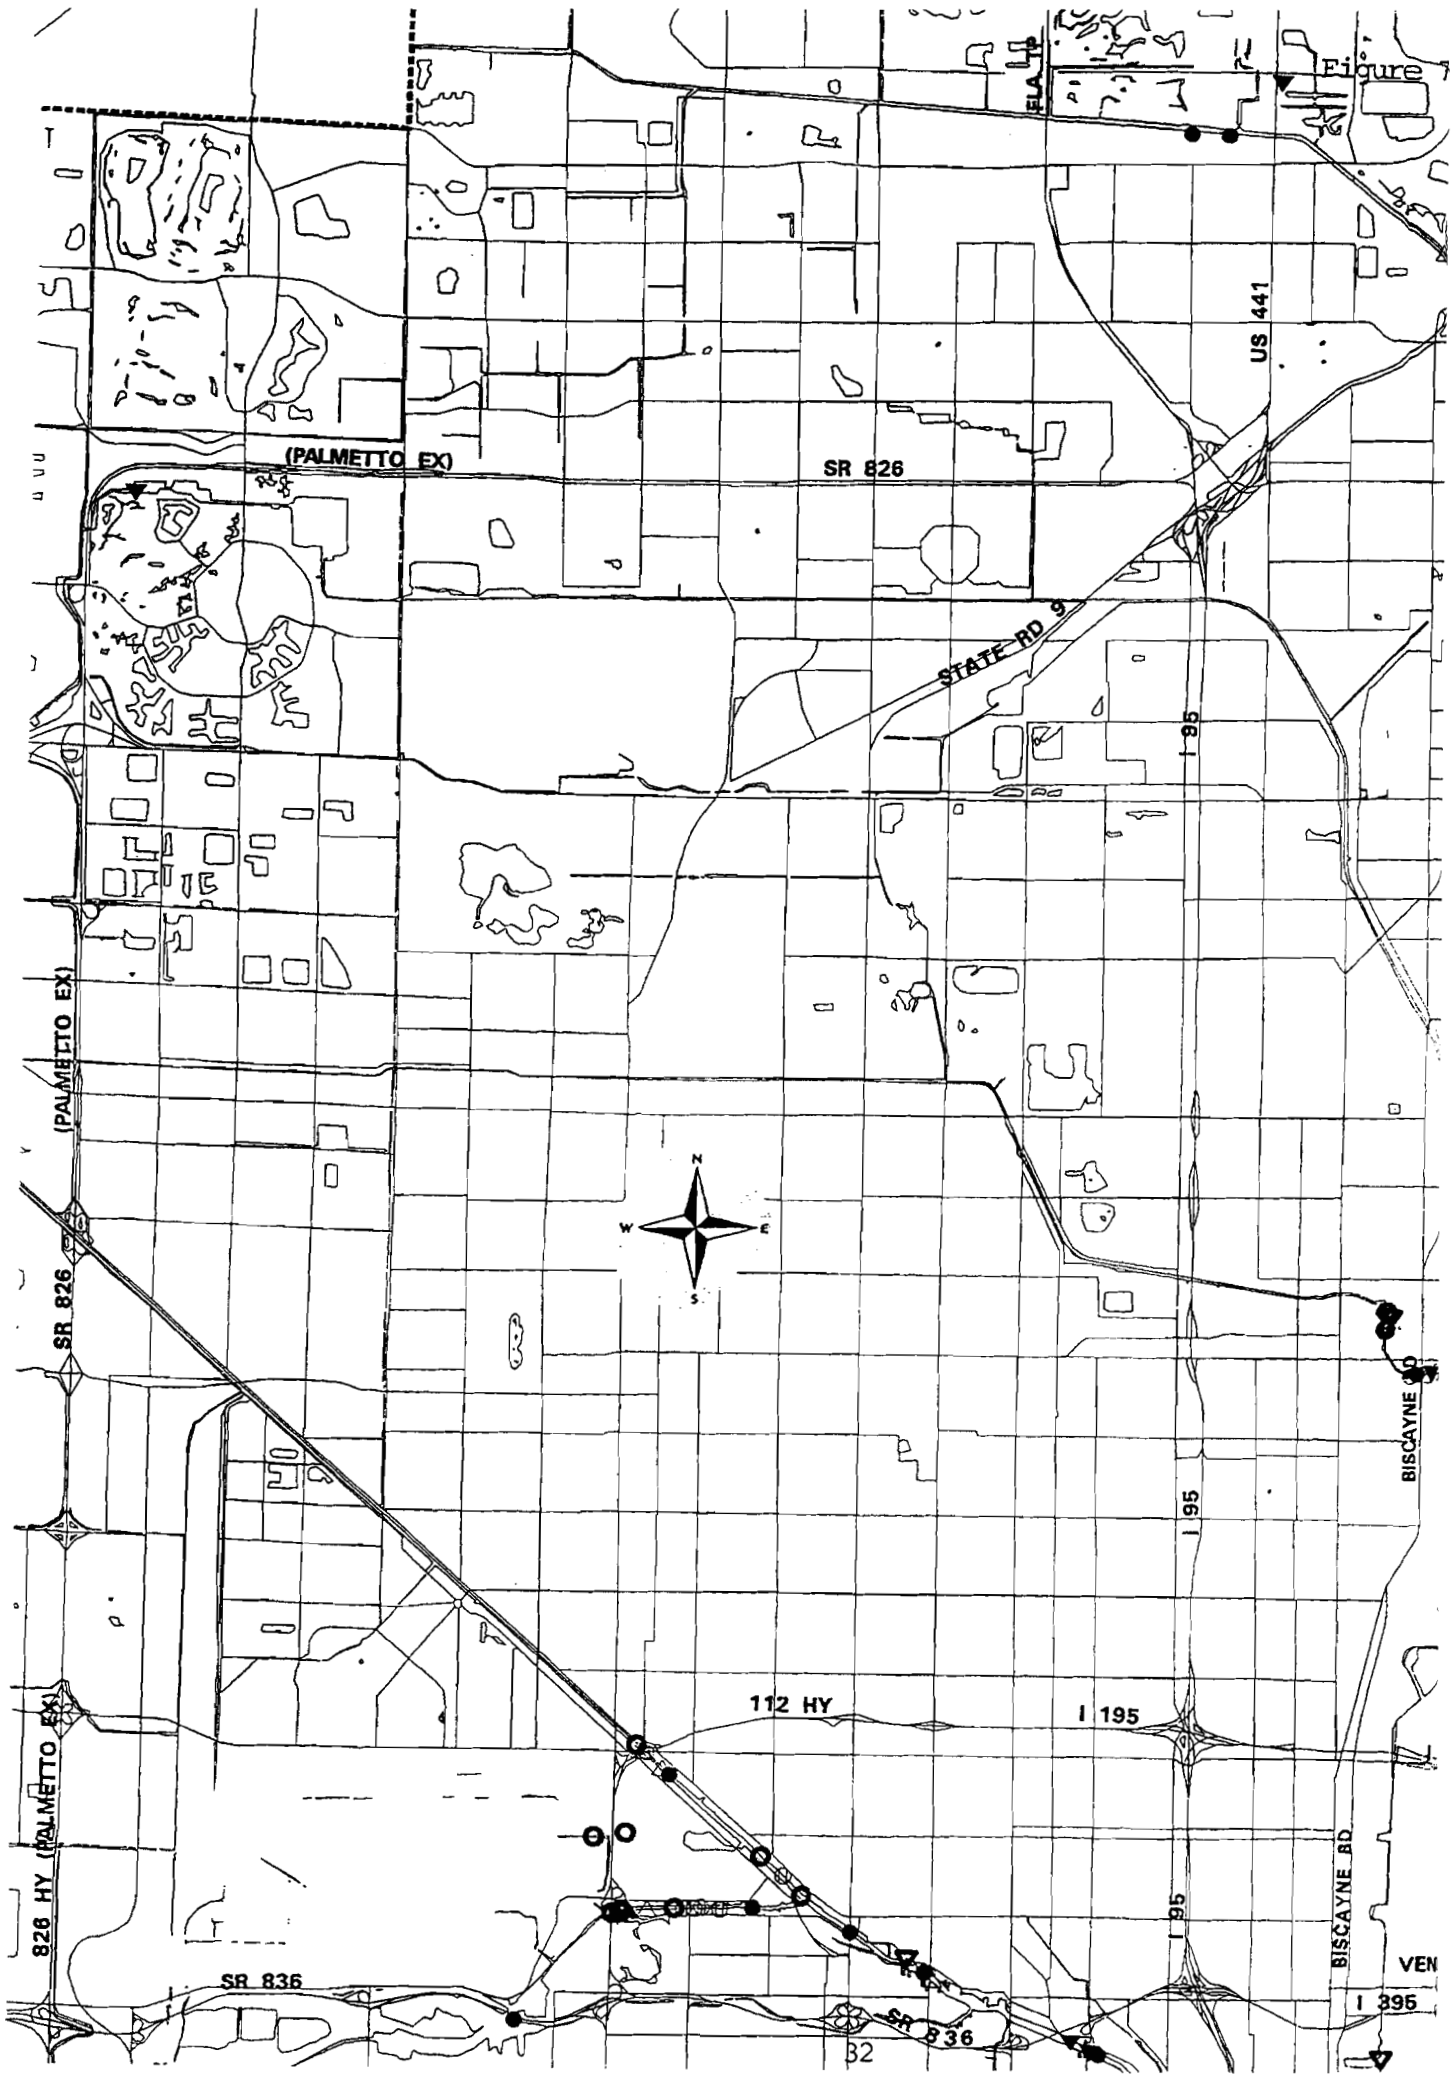 Figure
FLA. TP
US 441
(PALMETTO EX)
SR 826
STATE RD 9
I 95
(PALMETTO EX)
N
W
E
S
SR 826
BISCAYNE
I 95
112 HY
I 195
826 HY (PALMETTO EX)
BISCAYNE BD
I 95
SR 836
VEN
I 395
SR 836
32